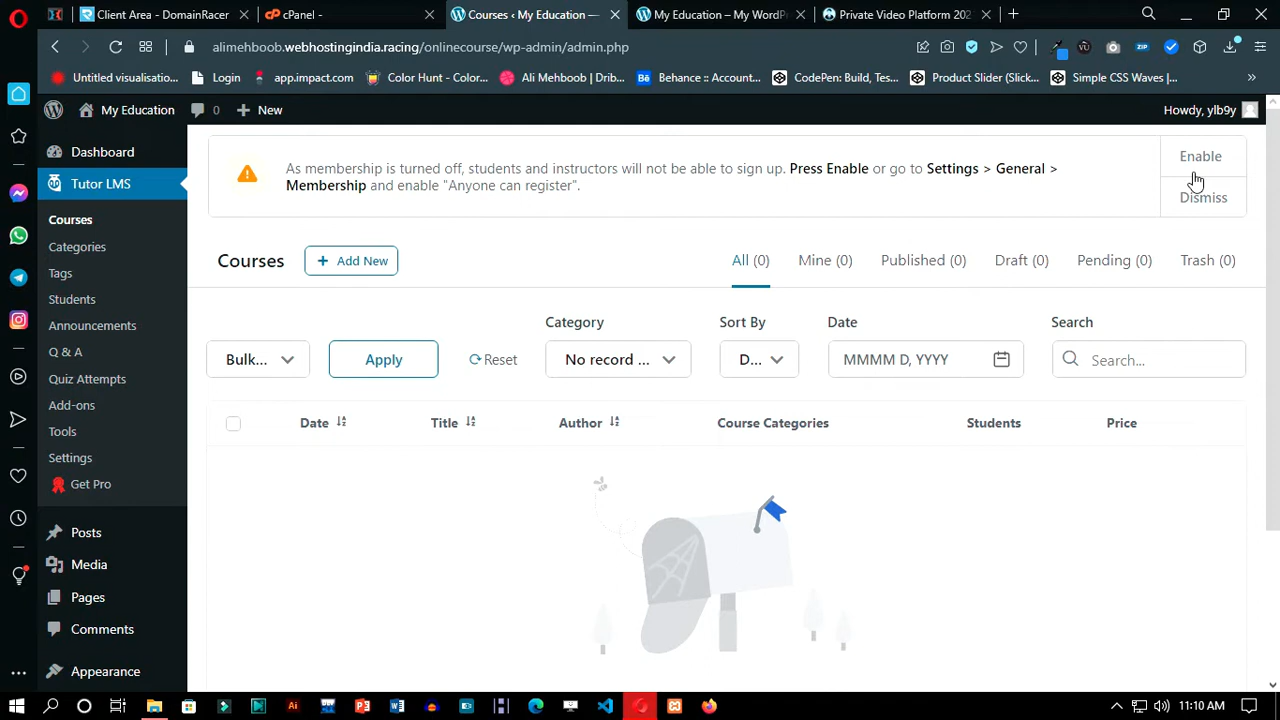 Client Area - DomainRacer
cPanel -
Courses ‹ My Education —
My Education – My WordPr
Private Video Platform 202
alimehboob.webhostingindia.racing/onlinecourse/wp-admin/admin.php
Untitled visualisatio...
Login
app.impact.com
Color Hunt - Color...
Ali Mehboob | Drib...
Behance :: Account...
CodePen: Build, Tes...
Product Slider (Slick...
Simple CSS Waves |...
My Education
0
New
Howdy, ylb9y
Dashboard
Tutor LMS
Courses
Categories
Tags
Students
Announcements
Q & A
Quiz Attempts
Add-ons
Tools
Settings
Get Pro
Posts
Media
Pages
Comments
Appearance
As membership is turned off, students and instructors will not be able to sign up. Press Enable or go to Settings > General >
Membership and enable "Anyone can register".
Enable
Dismiss
Courses
+ Add New
All (0)
Mine (0)
Published (0)
Draft (0)
Pending (0)
Trash (0)
Category
Sort By
Date
Search
Bulk...
Apply
Reset
No record ...
D...
MMMM D, YYYY
Search...
Date
Title
Author
Course Categories
Students
Price
11:10 AM